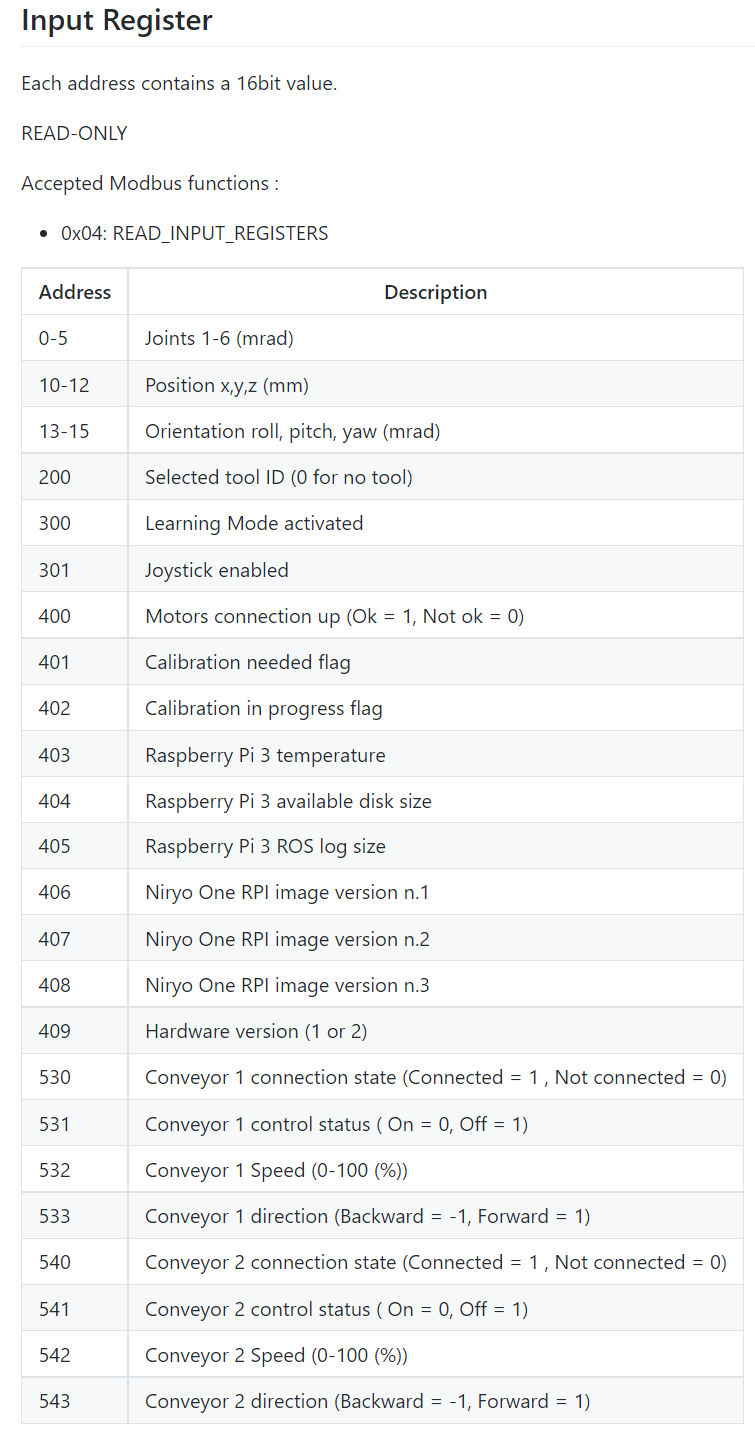 Input Register
Each address contains a 16bit value.
READ-ONLY
Accepted Modbus functions :
• 0x04: READ_INPUT_REGISTERS
Address Description
0-5 Joints 1-6 (mrad)
10-12 Position x,y,z (mm)
13-15 Orientation roll, pitch, yaw (mrad)
200 Selected tool ID (0 for no tool)
300 Learning Mode activated
301 Joystick enabled
400 Motors connection up (Ok = 1, Not ok = 0)
401 Calibration needed flag
402 Calibration in progress flag
403 Raspberry Pi 3 temperature
404 Raspberry Pi 3 available disk size
405 Raspberry Pi 3 ROS log size
406 Niryo One RPI image version n.1
407 Niryo One RPI image version n.2
408 Niryo One RPI image version n.3
409 Hardware version (1 or 2)
530 Conveyor 1 connection state (Connected = 1 , Not connected = 0)
531 Conveyor 1 control status ( On = 0, Off = 1)
532 Conveyor 1 Speed (0-100 (%))
533 Conveyor 1 direction (Backward = -1, Forward = 1)
540 Conveyor 2 connection state (Connected = 1 , Not connected = 0)
541 Conveyor 2 control status ( On = 0, Off = 1)
542 Conveyor 2 Speed (0-100 (%))
543 Conveyor 2 direction (Backward = -1, Forward = 1)